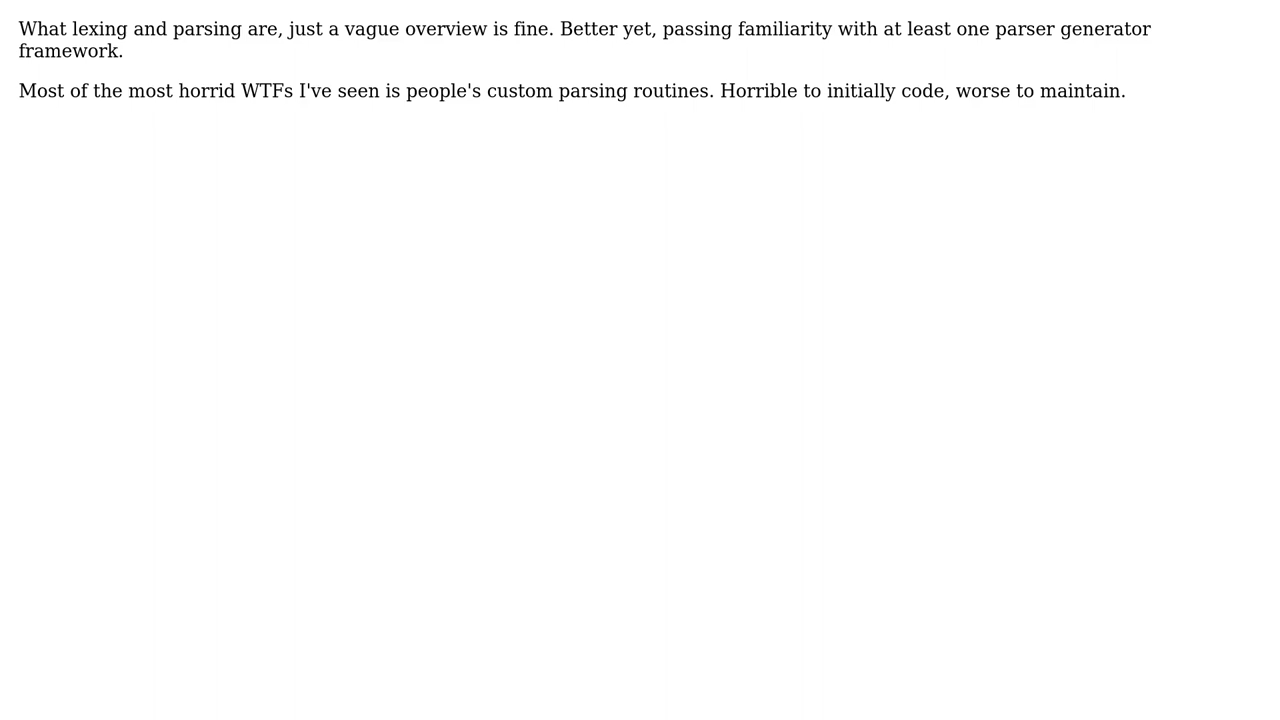 What lexing and parsing are, just a vague overview is fine. Better yet, passing familiarity with at least one parser generator
framework.
Most of the most horrid WTFs I've seen is people's custom parsing routines. Horrible to initially code, worse to maintain.